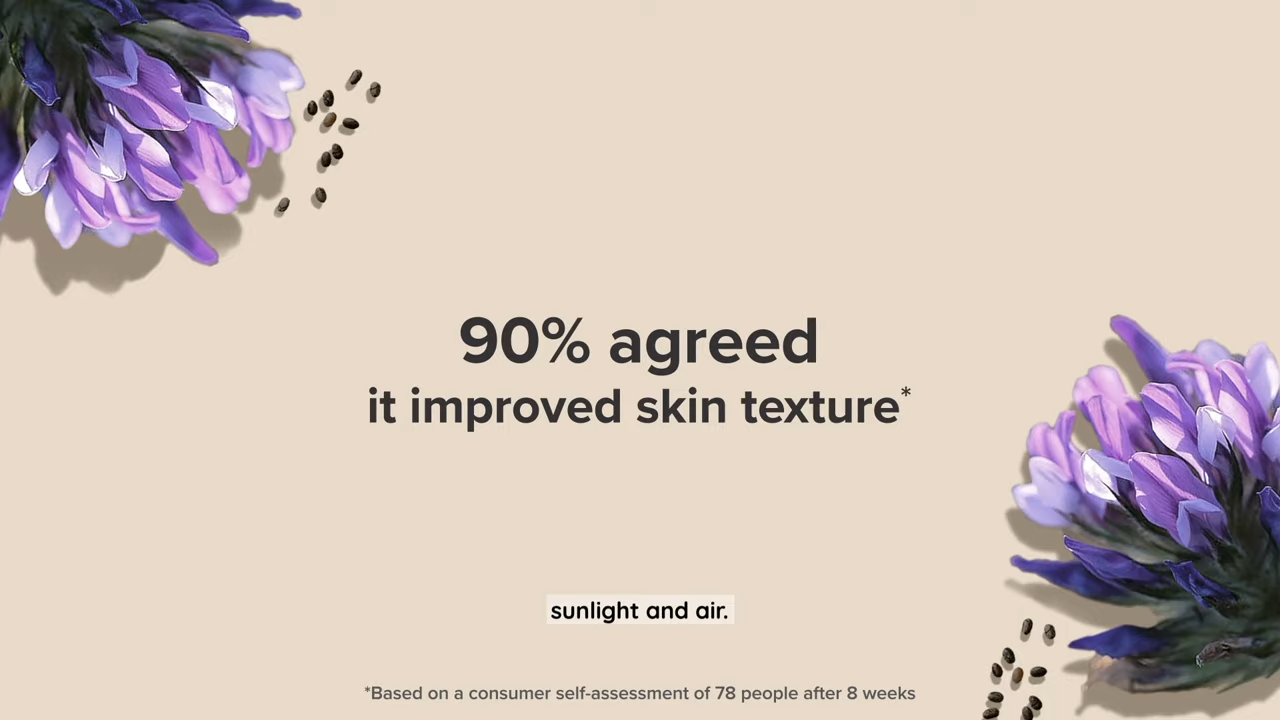 90% agreed
it improved skin texture*
sunlight and air.
*Based on a consumer self-assessment of 78 people after 8 weeks